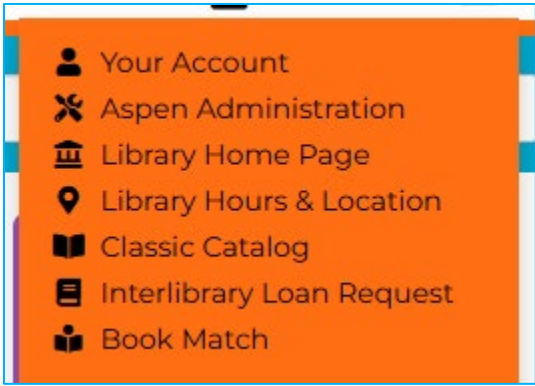 Your Account
Aspen Administration
Library Home Page
Library Hours & Location
Classic Catalog
Interlibrary Loan Request
Book Match